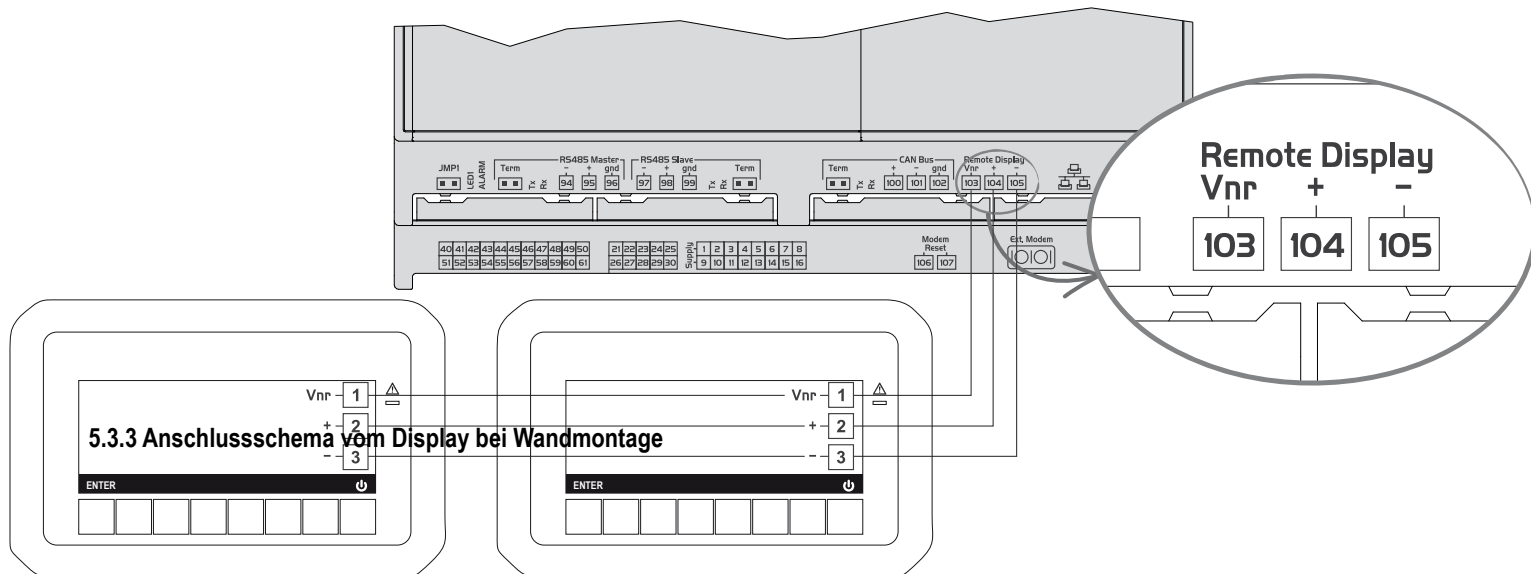 JMP1
LED1
ALARM
Term
Tx
Rx
RS485 Master
- + gnd
94 95 96
RS485 Slave
- + gnd
97 98 99
Tx
Rx
Term
Term
Tx
Rx
CAN Bus
+ - gnd
100 101 102
Remote Display
Vnr + -
103 104 105
Remote Display
Vnr + -
103 104 105
40 41 42 43 44 45 46 47 48 49 50
51 52 53 54 55 56 57 58 59 60 61
21 22 23 24 25
26 27 28 29 30
Supply
1 2 3 4 5 6 7 8
9 10 11 12 13 14 15 16
Modem
Reset
106 107
Ext. Modem
Vnr 1
+ 2
- 3
ENTER
Vnr 1
+ 2
- 3
ENTER
5.3.3 Anschlussschema vom Display bei Wandmontage